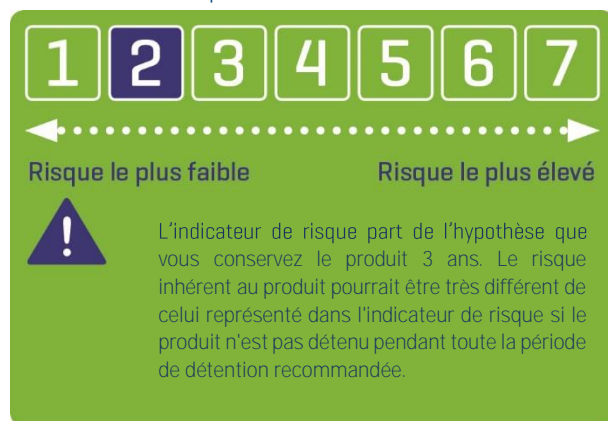 1 2 3 4 5 6 7
Risque le plus faible Risque le plus élevé
!
L'indicateur de risque part de l'hypothèse que
vous conservez le produit 3 ans. Le risque
inhérent au produit pourrait être très différent de
celui représenté dans l'indicateur de risque si le
produit n'est pas détenu pendant toute la période
de détention recommandée.